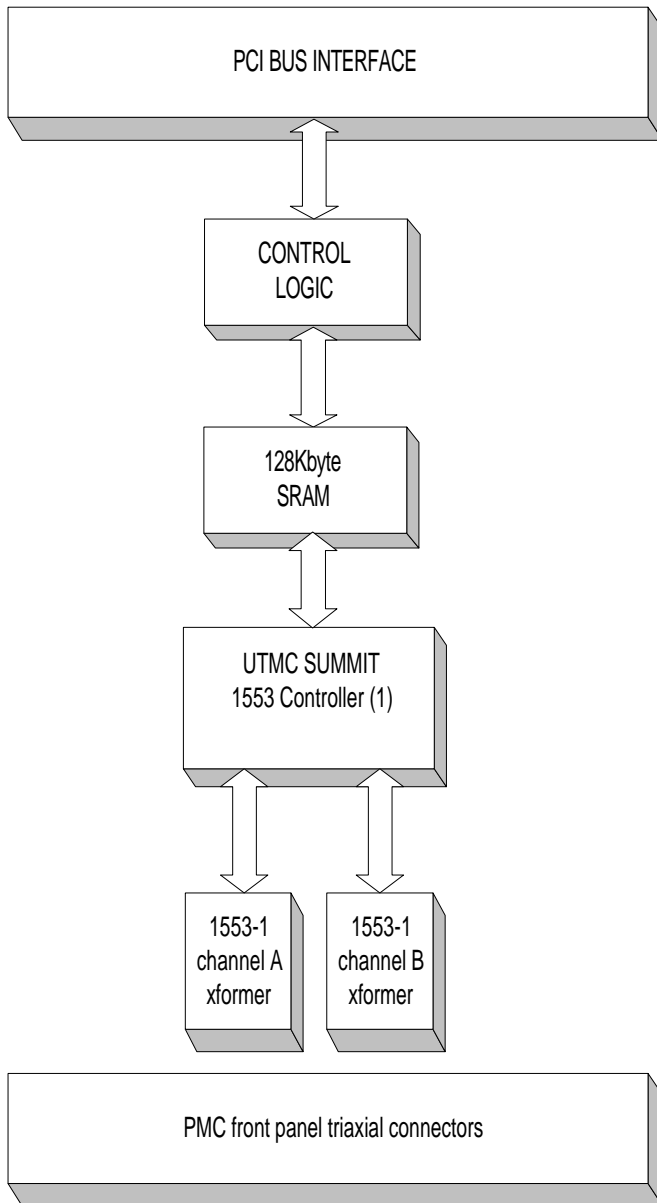 PCI BUS INTERFACE
CONTROL
LOGIC
128Kbyte
SRAM
UTMC SUMMIT
1553 Controller (1)
1553-1
channel A
xformer
1553-1
channel B
xformer
PMC front panel triaxial connectors